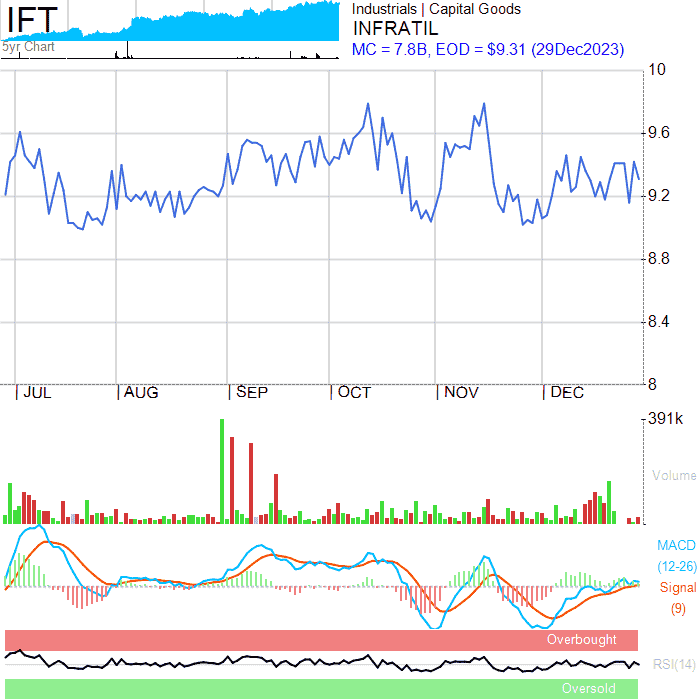 IFT
5yr Chart
Industrials | Capital Goods
INFRATIL
MC = 7.8B, EOD = $9.31 (29Dec2023)
10
9.6
9.2
8.8
8.4
8
| JUL | AUG | SEP | OCT | NOV | DEC
391k
Volume
MACD
(12-26)
Signal
(9)
Overbought
RSI(14)
Oversold